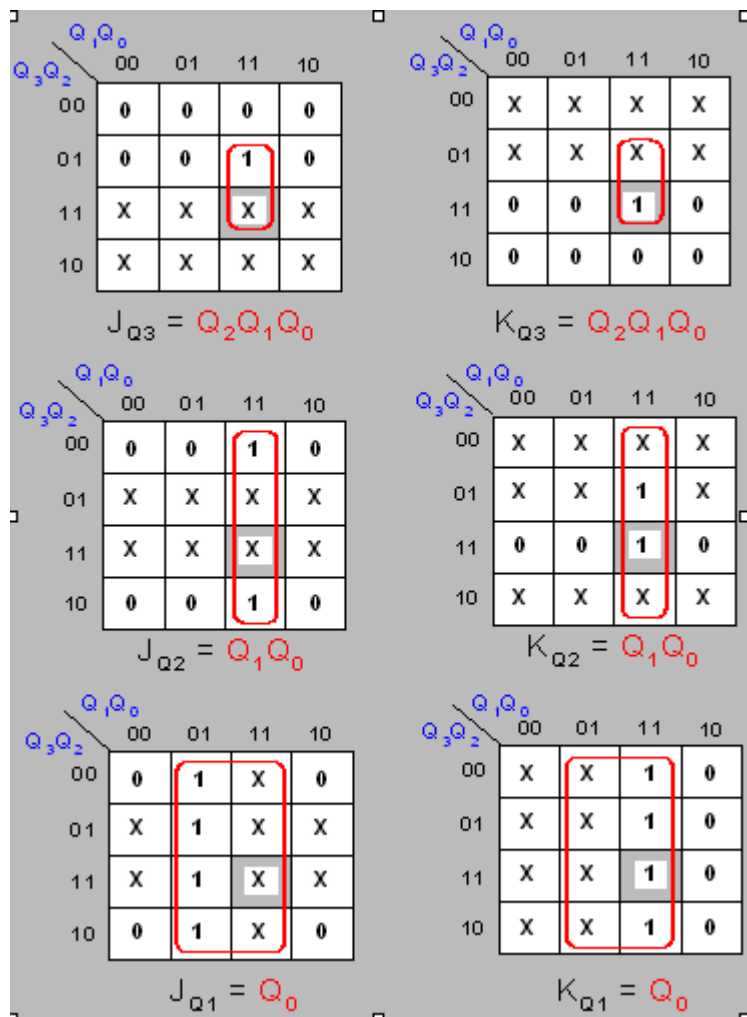 Q1Q0 Q1Q0
Q3Q2 00 01 11 10 Q3Q2 00 01 11 10
00 0 0 0 0 00 X X X X
01 0 0 1 0 01 X X X X
11 X X X X 11 0 0 1 0
10 X X X X 10 0 0 0 0
JQ3 = Q2Q1Q0 KQ3 = Q2Q1Q0
Q1Q0 Q1Q0
Q3Q2 00 01 11 10 Q3Q2 00 01 11 10
00 0 0 1 0 00 X X X X
01 X X X X 01 X X 1 X
11 X X X X 11 0 0 1 0
10 0 0 1 0 10 X X X X
JQ2 = Q1Q0 KQ2 = Q1Q0
Q1Q0 Q1Q0
Q3Q2 00 01 11 10 Q3Q2 00 01 11 10
00 0 1 X 0 00 X X 1 0
01 X 1 X X 01 X X 1 0
11 X 1 X X 11 X X 1 0
10 0 1 X 0 10 X X 1 0
JQ1 = Q0 KQ1 = Q0